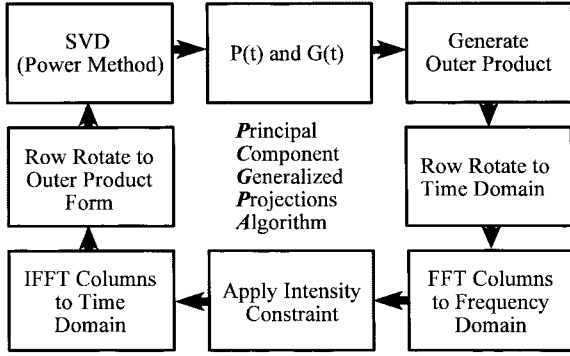 SVD
(Power Method)
P(t) and G(t)
Generate
Outer Product
Row Rotate to
Outer Product
Form
Principal
Component
Generalized
Projections
Algorithm
Row Rotate to
Time Domain
IFFT Columns
to Time
Domain
Apply Intensity
Constraint
FFT Columns
to Frequency
Domain